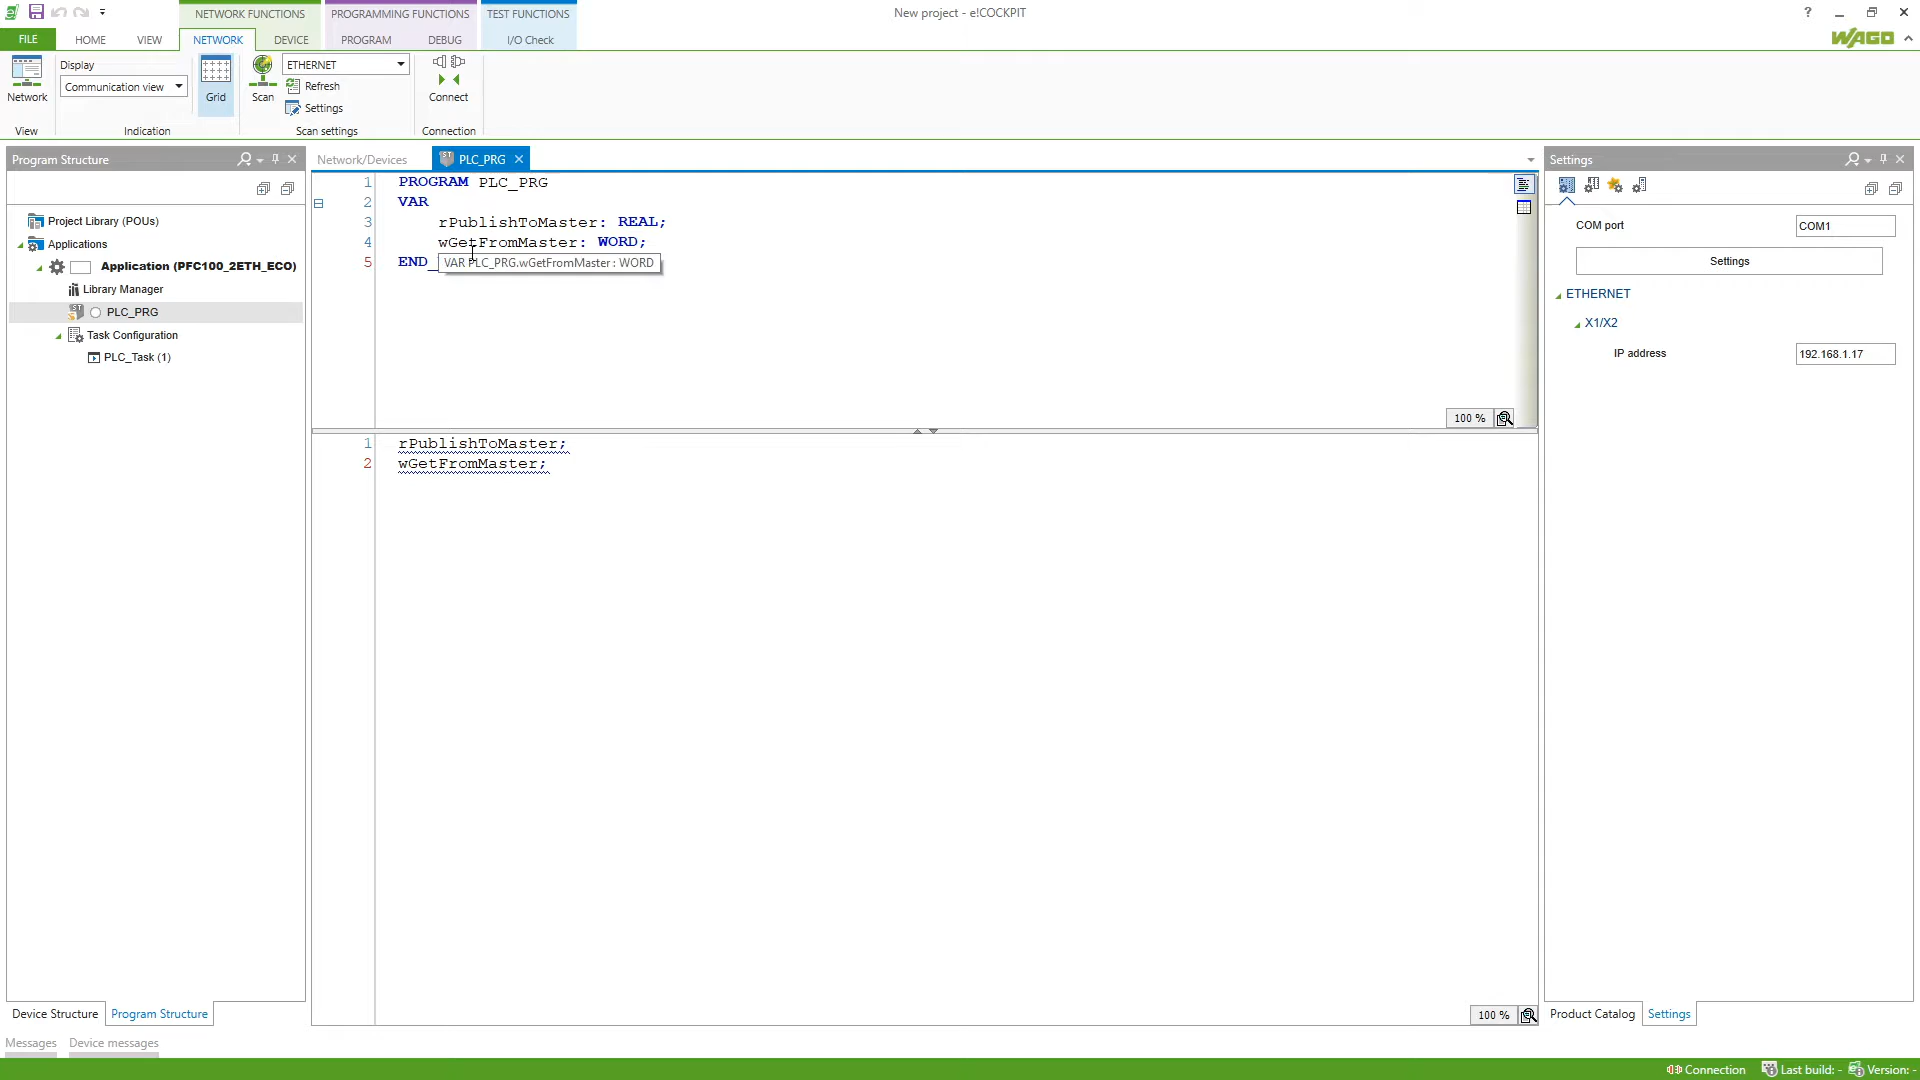 NETWORK FUNCTIONS
PROGRAMMING FUNCTIONS
TEST FUNCTIONS
New project - e!COCKPIT
?
FILE
HOME
VIEW
NETWORK
DEVICE
PROGRAM
DEBUG
I/O Check
WAGO
Network
View
Display
Communication view
Indication
Grid
Scan
ETHERNET
Refresh
Settings
Scan settings
Connect
Connection
Program Structure
Project Library (POUs)
Applications
Application (PFC100_2ETH_ECO)
Library Manager
PLC_PRG
Task Configuration
PLC_Task (1)
Device Structure
Program Structure
Network/Devices
PLC_PRG
1 PROGRAM PLC_PRG
2 VAR
3 rPublishToMaster: REAL;
4 wGetFromMaster: WORD;
5 END_
VAR PLC_PRG.wGetFromMaster : WORD
100 %
1 rPublishToMaster;
2 wGetFromMaster;
100 %
Settings
COM port
COM1
Settings
ETHERNET
X1/X2
IP address
192.168.1.17
Product Catalog
Settings
Messages
Device messages
Connection
Last build: -
Version: -